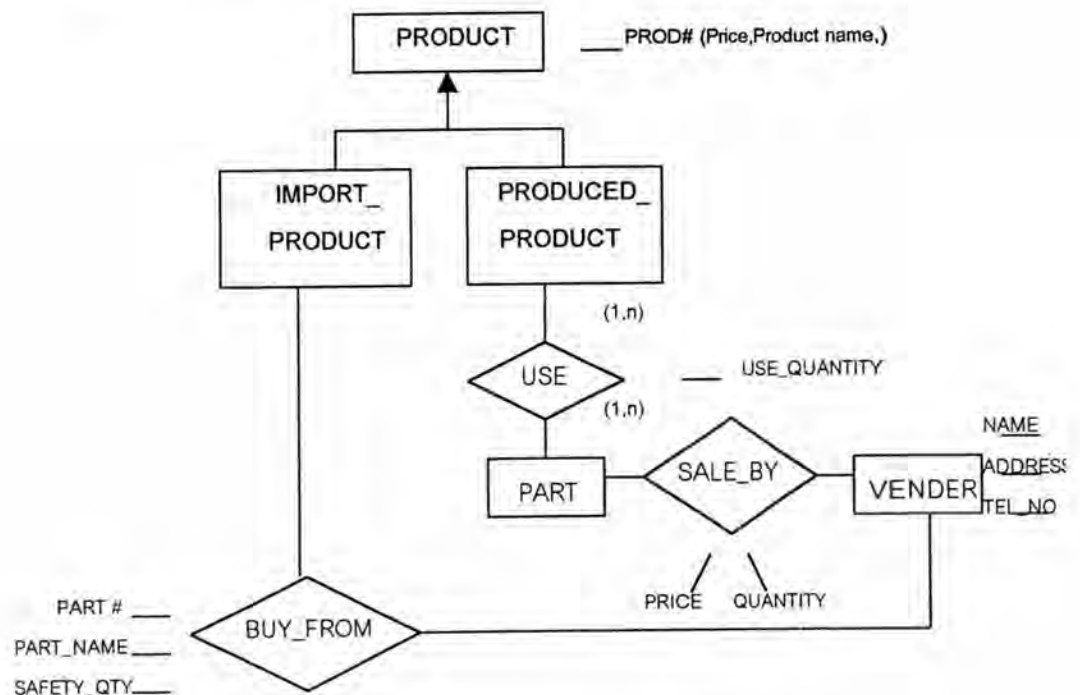 PRODUCT
PROD# (Price,Product name,)
IMPORT_
PRODUCT
PRODUCED_
PRODUCT
(1,n)
USE
USE_QUANTITY
(1,n)
PART
SALE_BY
VENDER
NAME
ADDRESS
TEL_NO
PRICE
QUANTITY
PART #
PART_NAME
SAFETY_QTY
BUY_FROM